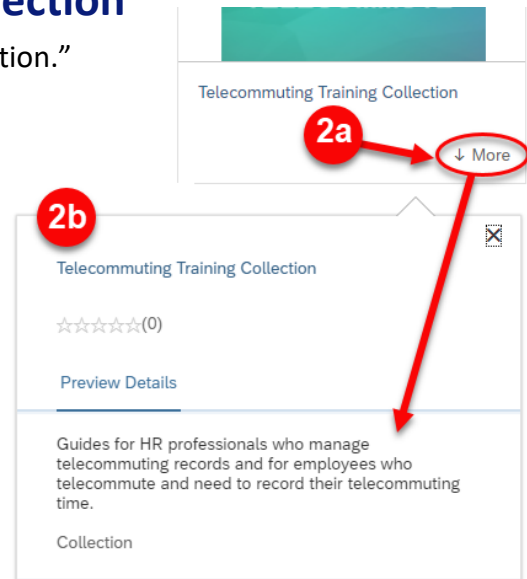 tion.”
Telecommuting Training Collection
2a
↓ More
2b
Telecommuting Training Collection
☆☆☆☆☆(0)
Preview Details
Guides for HR professionals who manage
telecommuting records and for employees who
telecommute and need to record their telecommuting
time.
Collection